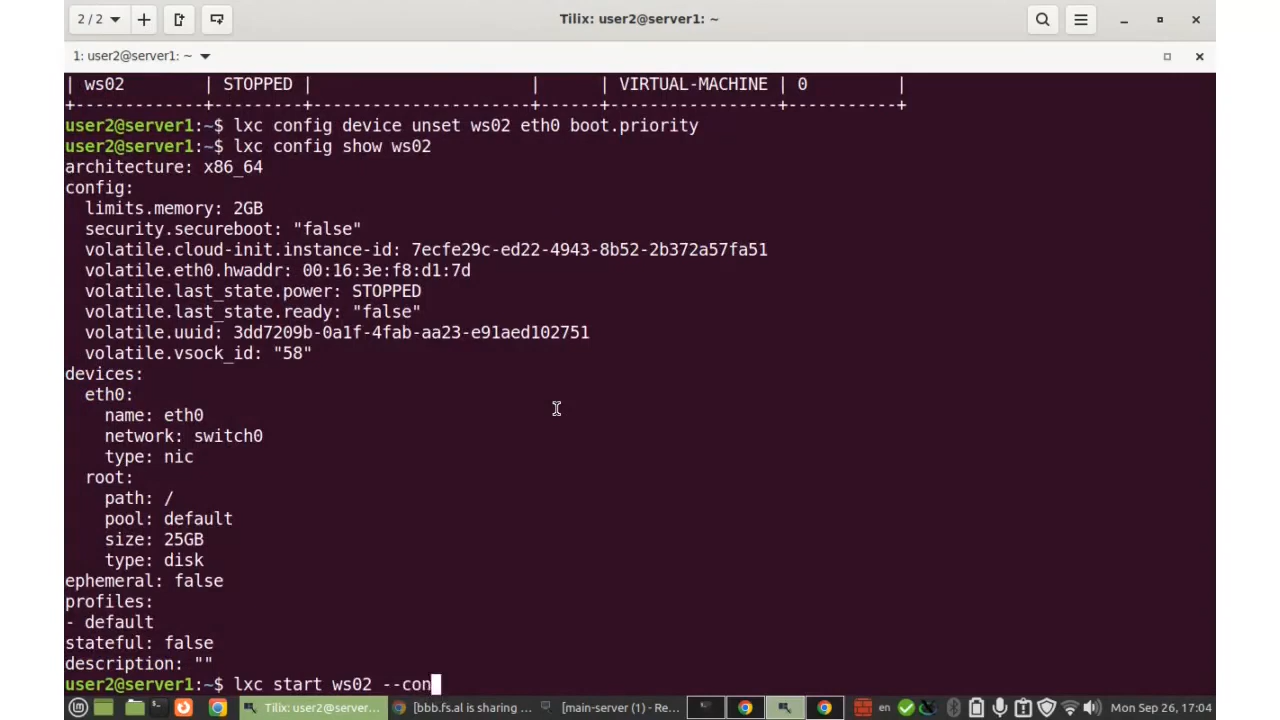 2 / 2
Tilix: user2@server1: ~
1: user2@server1: ~
| ws02 | STOPPED | | | VIRTUAL-MACHINE | 0 |
+-------------+---------+----------------------+------+-----------------+-----------+
user2@server1:~$ lxc config device unset ws02 eth0 boot.priority
user2@server1:~$ lxc config show ws02
architecture: x86_64
config:
  limits.memory: 2GB
  security.secureboot: "false"
  volatile.cloud-init.instance-id: 7ecfe29c-ed22-4943-8b52-2b372a57fa51
  volatile.eth0.hwaddr: 00:16:3e:f8:d1:7d
  volatile.last_state.power: STOPPED
  volatile.last_state.ready: "false"
  volatile.uuid: 3dd7209b-0a1f-4fab-aa23-e91aed102751
  volatile.vsock_id: "58"
devices:
  eth0:
    name: eth0
    network: switch0
    type: nic
  root:
    path: /
    pool: default
    size: 25GB
    type: disk
ephemeral: false
profiles:
- default
stateful: false
description: ""
user2@server1:~$ lxc start ws02 --con
Tilix: user2@server... [bbb.fs.al is sharing ... [main-server (1) - Re... en Mon Sep 26, 17:04